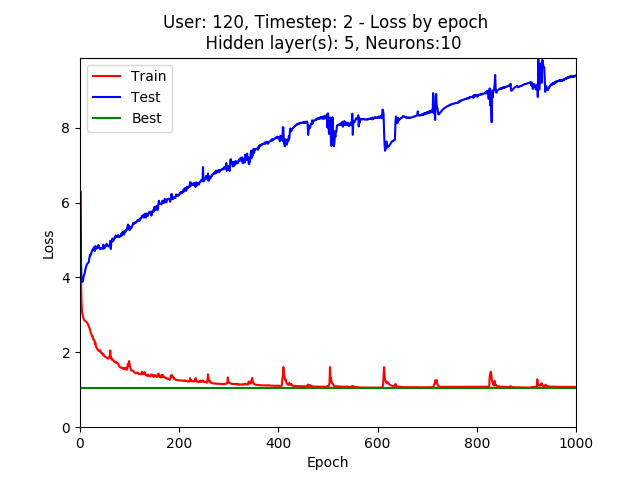 User: 120, Timestep: 2 - Loss by epoch
Hidden layer(s): 5, Neurons:10
Train
Test
Best
8
6
4
2
0
Loss
0 200 400 600 800 1000
Epoch